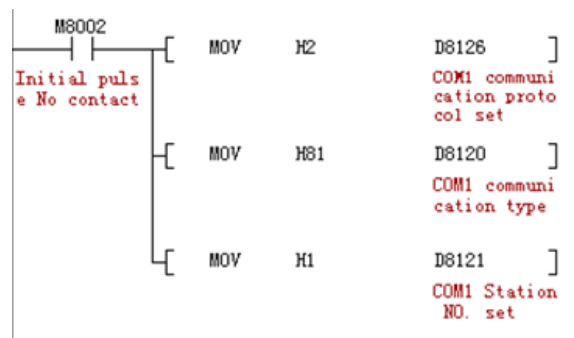 M8002
MOV H2 D8126
Initial puls
e No contact
COM1 communi
cation proto
col set
MOV H81 D8120
COM1 communi
cation type
MOV H1 D8121
COM1 Station
NO. set